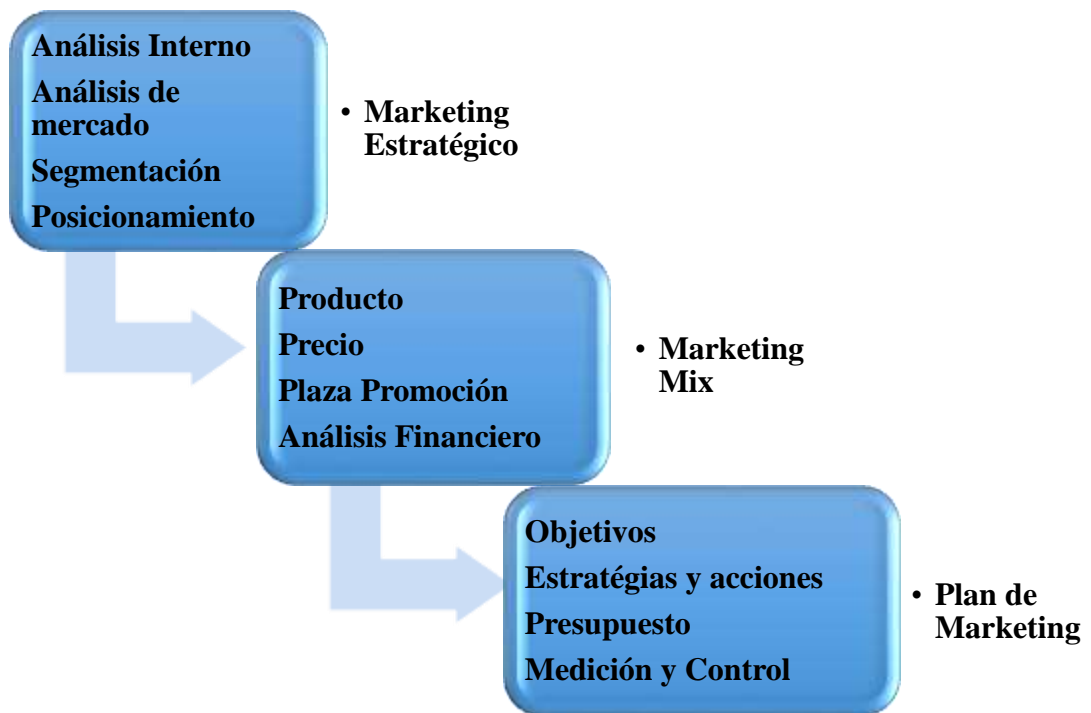 Análisis Interno
Análisis de
mercado
Segmentación
Posicionamiento
• Marketing
Estratégico
Producto
Precio
Plaza Promoción
Análisis Financiero
• Marketing
Mix
Objetivos
Estratégias y acciones
Presupuesto
Medición y Control
• Plan de
Marketing